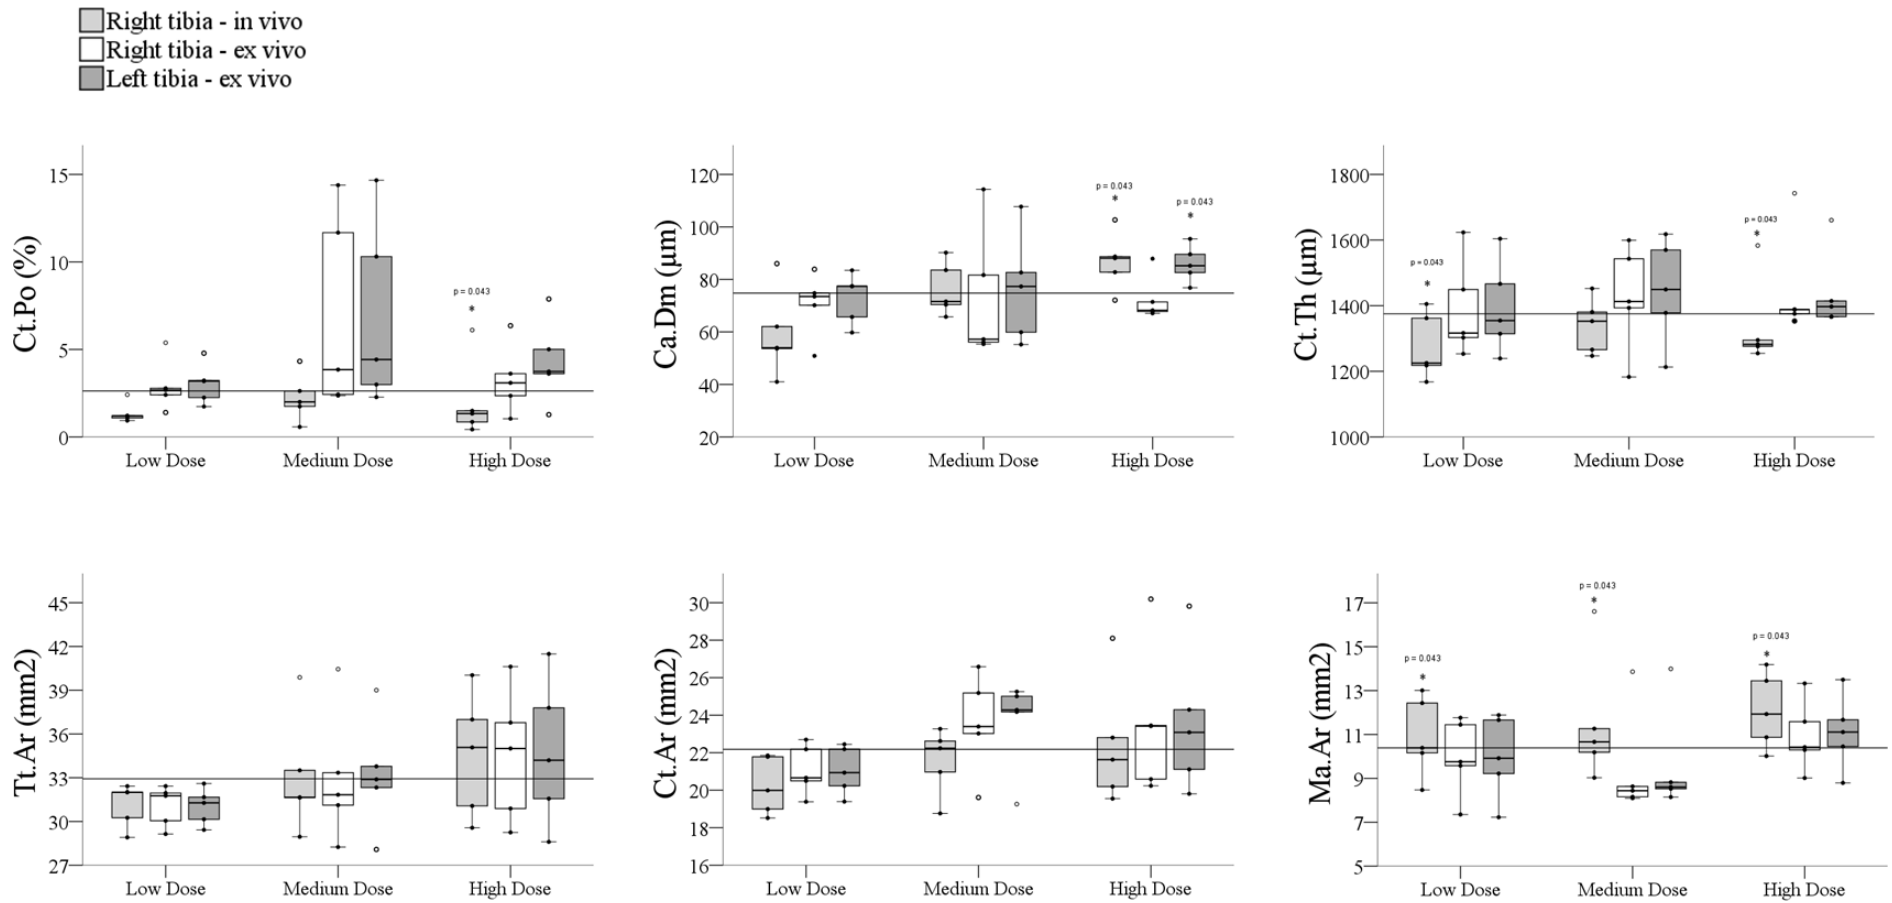 Right tibia - in vivo
Right tibia - ex vivo
Left tibia - ex vivo
Ct.Po (%)
15
10
5
0
p = 0.043
*
Low Dose Medium Dose High Dose
Ca.Dm (µm)
120
100
80
60
40
20
p = 0.043
*
p = 0.043
*
Low Dose Medium Dose High Dose
Ct.Th (µm)
1800
1600
1400
1200
1000
p = 0.043
*
p = 0.043
*
Low Dose Medium Dose High Dose
Tt.Ar (mm2)
45
42
39
36
33
30
27
Low Dose Medium Dose High Dose
Ct.Ar (mm2)
30
28
26
24
22
20
18
16
Low Dose Medium Dose High Dose
Ma.Ar (mm2)
17
15
13
11
9
7
5
p = 0.043
*
p = 0.043
*
p = 0.043
*
Low Dose Medium Dose High Dose